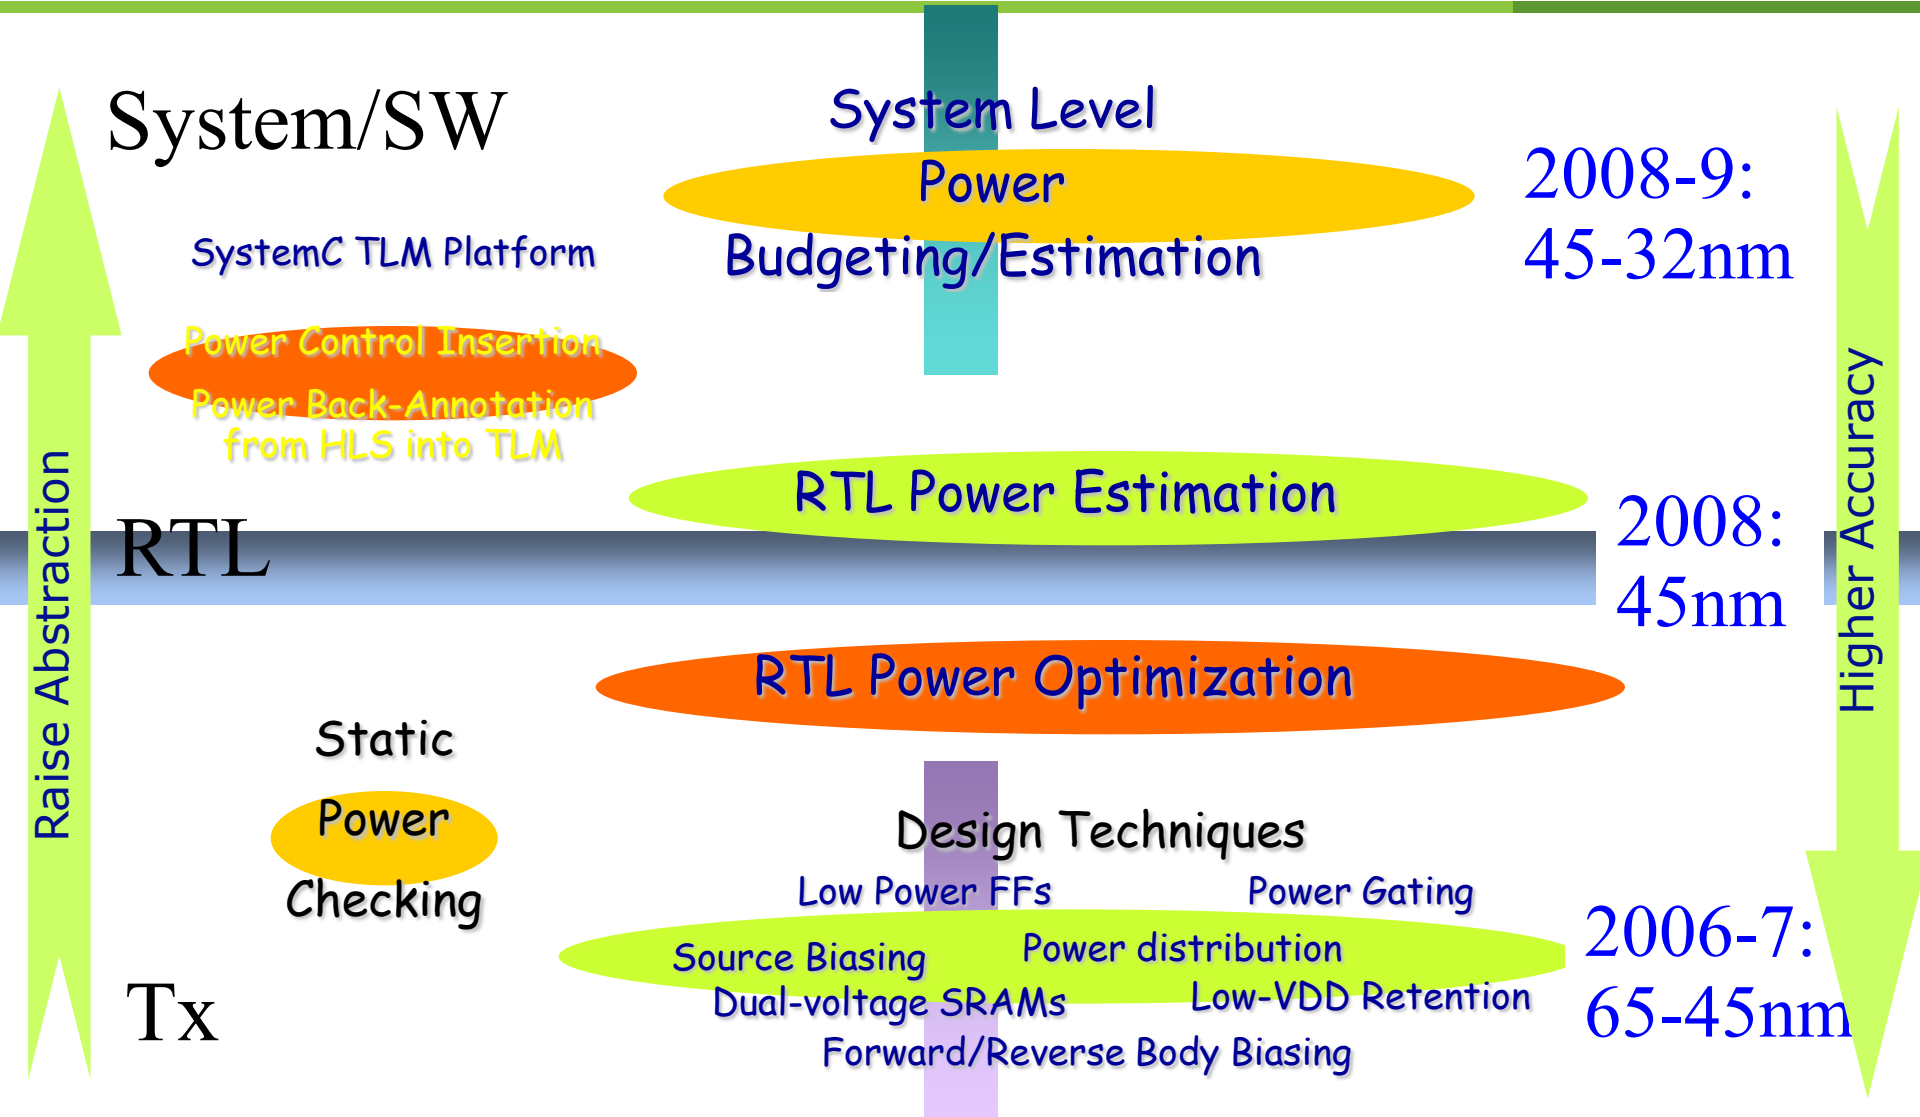 System/SW
System Level
Power
Budgeting/Estimation
2008-9:
45-32nm
SystemC TLM Platform
Power Control Insertion
Power Back-Annotation
from HLS into TLM
Raise Abstraction
Higher Accuracy
RTL
RTL Power Estimation
2008:
45nm
RTL Power Optimization
Static
Power
Checking
Design Techniques
Low Power FFs
Power Gating
Source Biasing
Power distribution
Dual-voltage SRAMs
Low-VDD Retention
Forward/Reverse Body Biasing
2006-7:
65-45nm
Tx